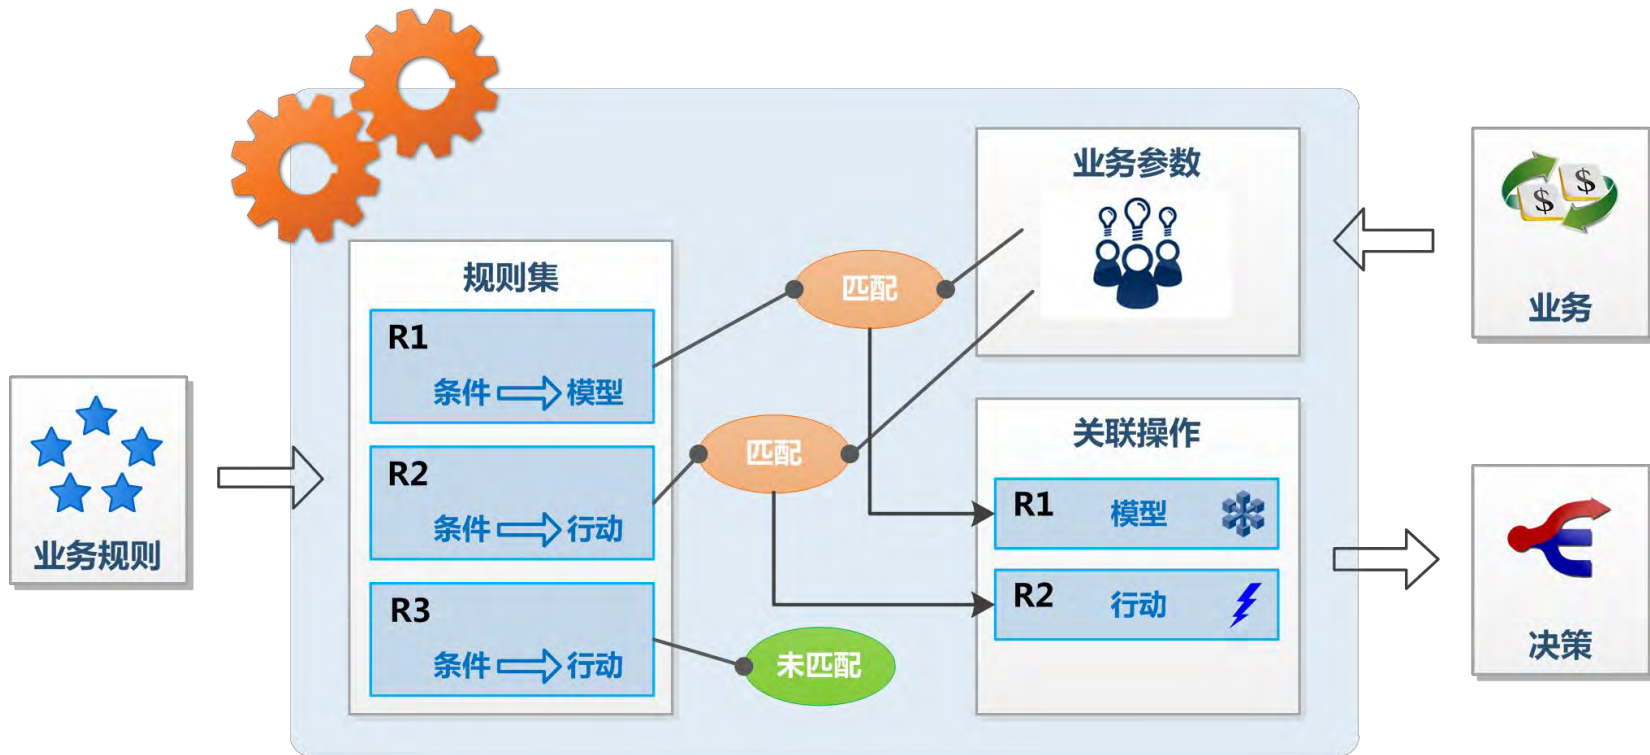 业务规则
规则集
R1
条件 模型
R2
条件 行动
R3
条件 行动
匹配
匹配
未匹配
业务参数
关联操作
R1 模型
R2 行动
$ $
业务
决策